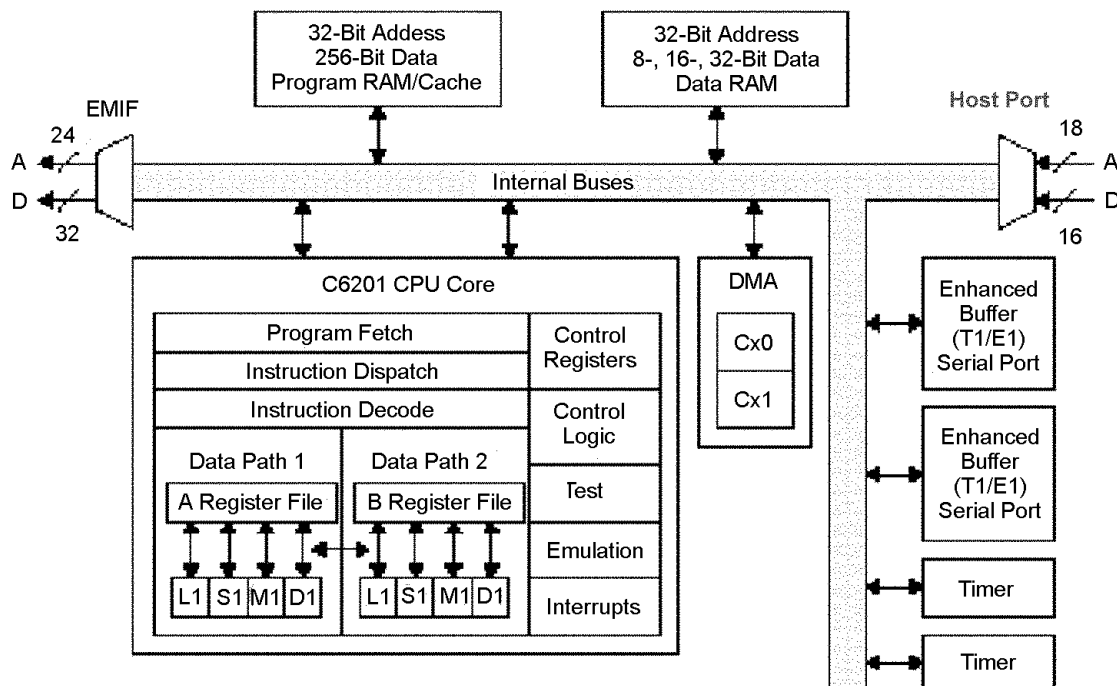 32-Bit Addess
256-Bit Data
Program RAM/Cache
32-Bit Address
8-, 16-, 32-Bit Data
Data RAM
EMIF
Host Port
24
18
A
A
Internal Buses
D
D
32
16
C6201 CPU Core
DMA
Enhanced
Buffer
(T1/E1)
Serial Port
Program Fetch
Control
Registers
Cx0
Instruction Dispatch
Cx1
Instruction Decode
Control
Logic
Enhanced
Buffer
(T1/E1)
Serial Port
Data Path 1
Data Path 2
Test
A Register File
B Register File
Emulation
L1 S1 M1 D1
L1 S1 M1 D1
Interrupts
Timer
Timer